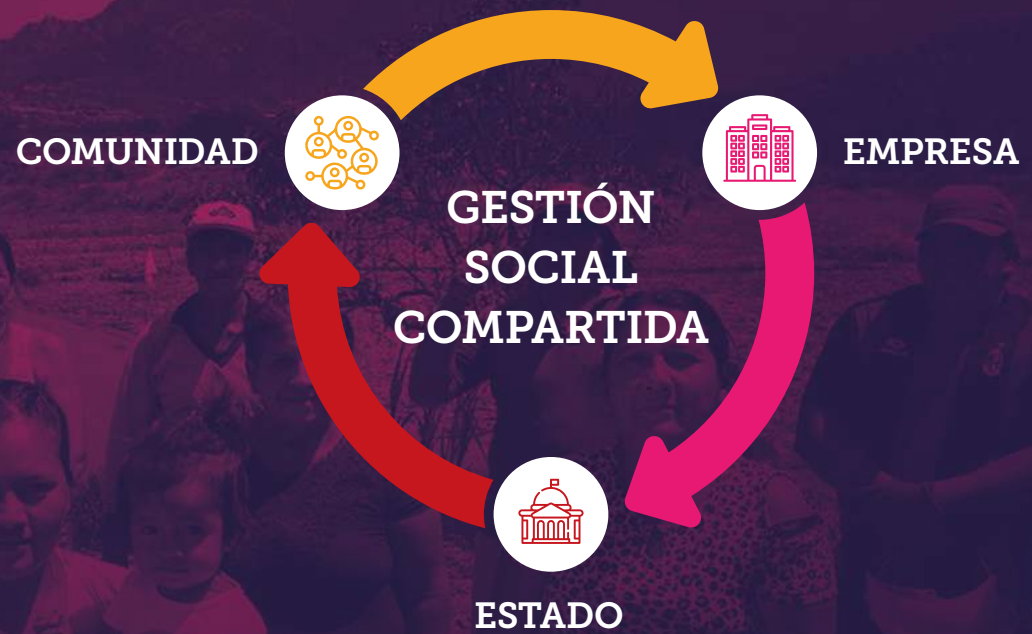 COMUNIDAD
EMPRESA
GESTIÓN
SOCIAL
COMPARTIDA
ESTADO